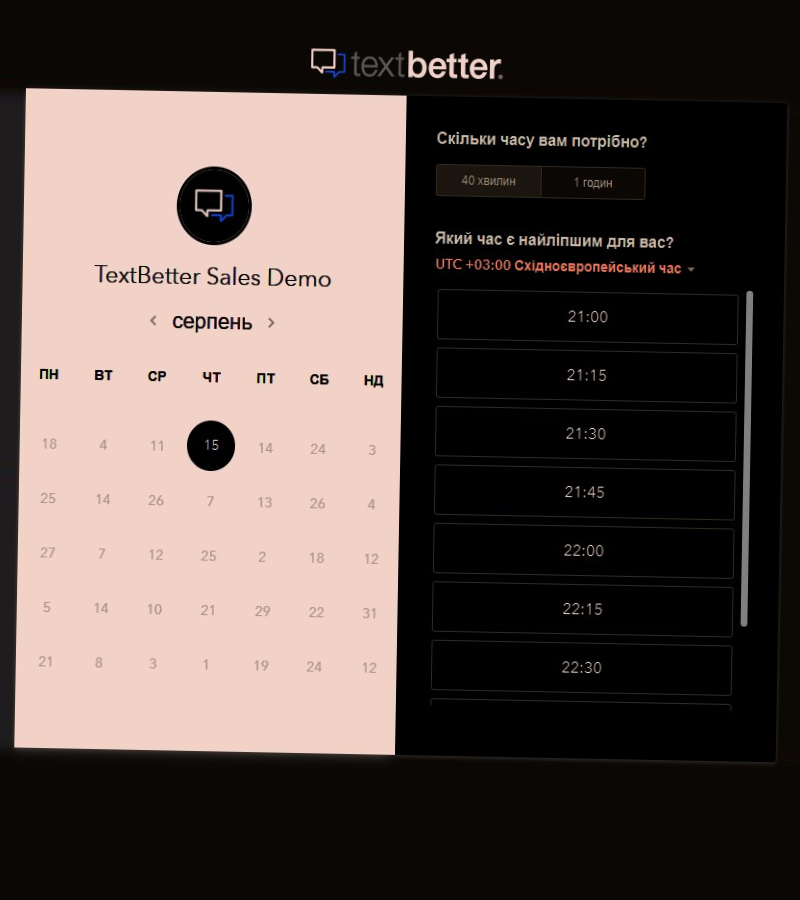 textbetter.
TextBetter Sales Demo
серпень
ПН ВТ СР ЧТ ПТ СБ НД
18 4 11 15 14 24 3
25 14 26 7 13 26 4
27 7 12 25 2 18 12
5 14 10 21 29 22 31
21 8 3 1 19 24 12
Скільки часу вам потрібно?
40 хвилин 1 годин
Який час є найліпшим для вас?
UTC +03:00 Східноєвропейський час
21:00
21:15
21:30
21:45
22:00
22:15
22:30